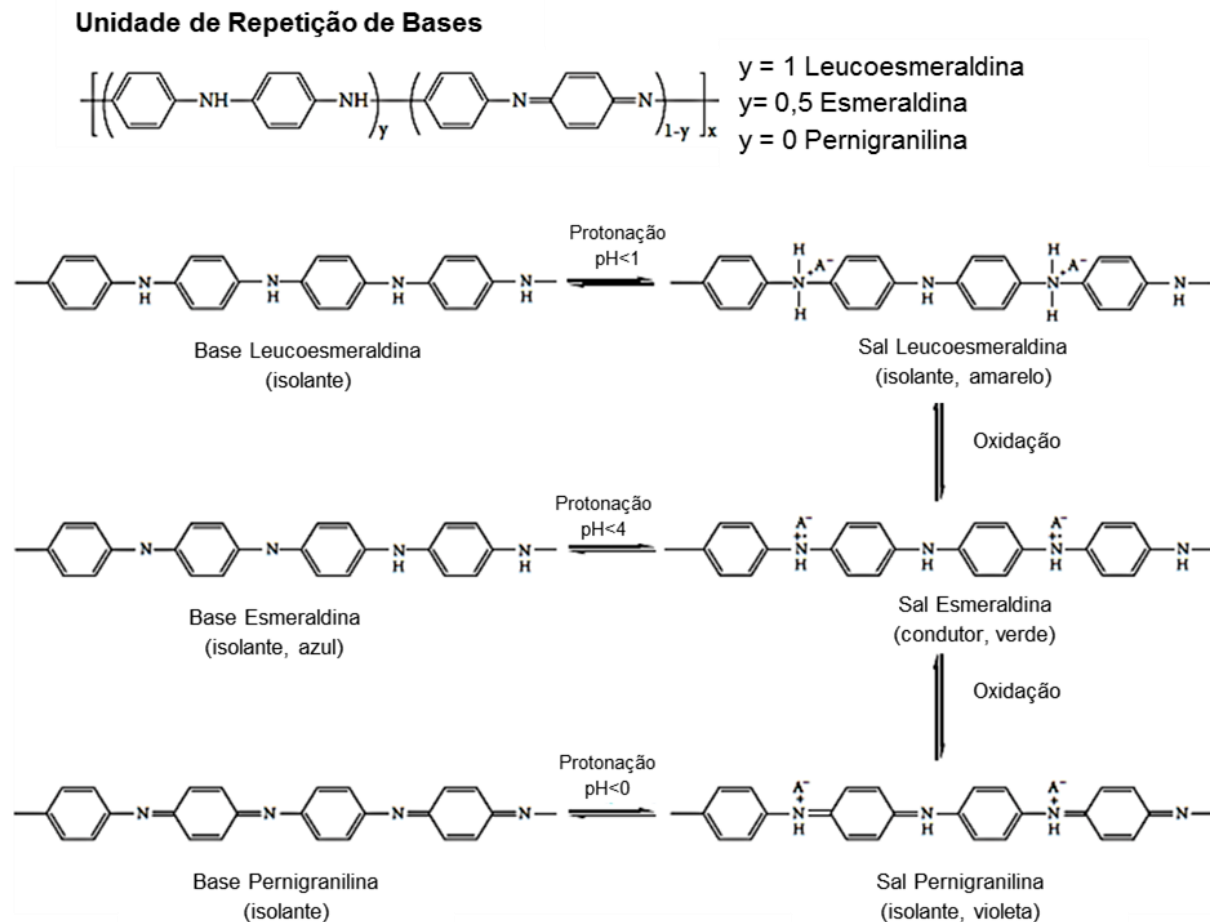 Unidade de Repetição de Bases
NH NH N N
y 1-y x
y = 1 Leucoesmeraldina
y= 0,5 Esmeraldina
y = 0 Pernigranilina
Protonação
pH<1
N H N H N H N H
H H
N + A⁻ N N + A⁻ N
H H H H
Base Leucoesmeraldina
(isolante)
Sal Leucoesmeraldina
(isolante, amarelo)
Oxidação
Protonação
pH<4
N N N H N H
A⁻ A⁻
N +• N N +• N
H H H H
Base Esmeraldina
(isolante, azul)
Sal Esmeraldina
(condutor, verde)
Oxidação
Protonação
pH<0
N N N N
A⁻ A⁻
+ +
N N N N
H H H
Base Pernigranilina
(isolante)
Sal Pernigranilina
(isolante, violeta)